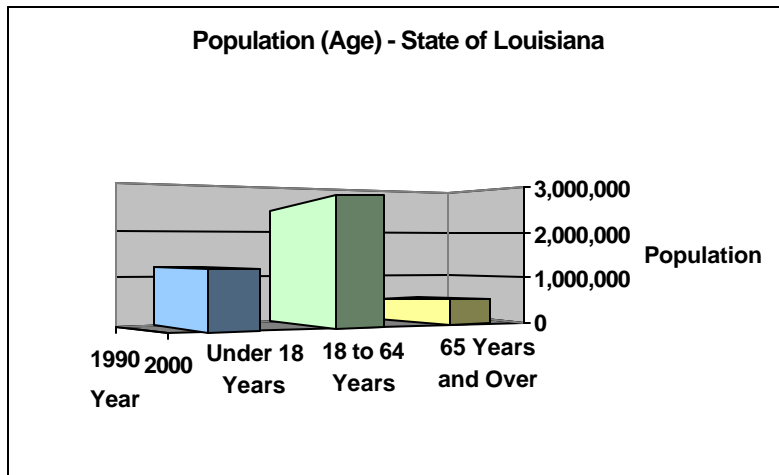 Population (Age) - State of Louisiana
3,000,000
2,000,000
1,000,000
0
Population
1990
2000
Year
Under 18
Years
18 to 64
Years
65 Years
and Over